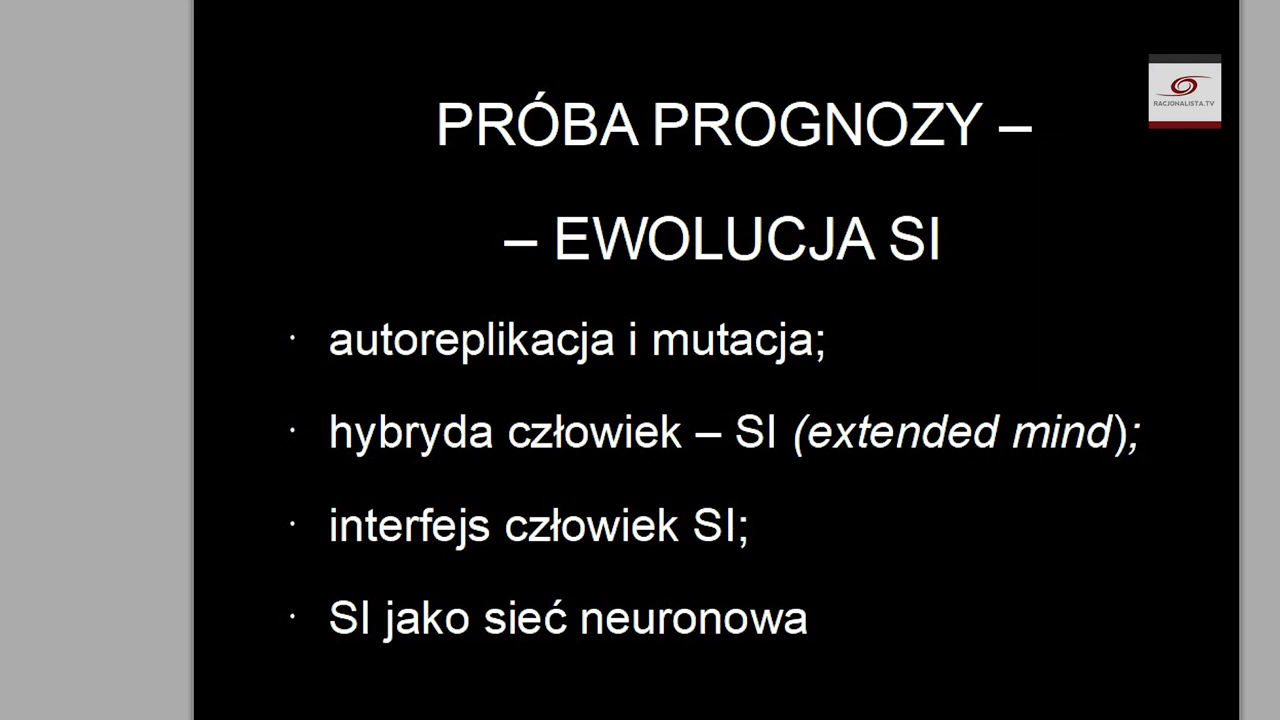 RACJONALISTA.TV
PRÓBA PROGNOZY –
– EWOLUCJA SI
· autoreplikacja i mutacja;
· hybryda człowiek – SI (extended mind);
· interfejs człowiek SI;
· SI jako sieć neuronowa